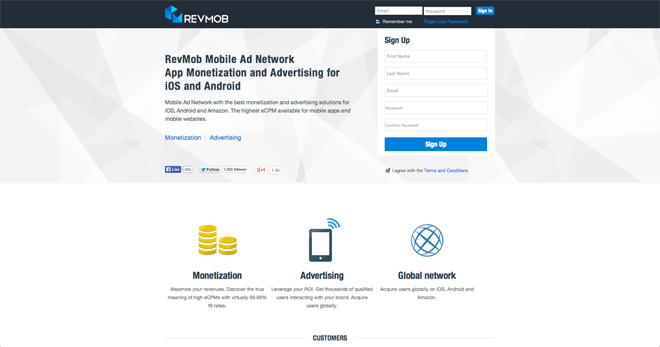 REVMOB
Email
Password
Sign in
Remember me
Forgot your Password?
Sign Up
RevMob Mobile Ad Network
App Monetization and Advertising for
iOS and Android
Mobile Ad Network with the best monetization and advertising solutions for
iOS, Android and Amazon. The highest eCPM available for mobile apps and
mobile websites.
Monetization | Advertising
First Name
Last Name
Email
Password
Confirm Password
Sign Up
I agree with the Terms and Conditions
Like
Follow
+1
Monetization
Maximize your revenues. Discover the true
meaning of high eCPMs with virtually 99.99%
fill rates.
Advertising
Leverage your ROI. Get thousands of qualified
users interacting with your brand. Acquire
users globally.
Global network
Acquire users globally on iOS, Android and
Amazon.
CUSTOMERS